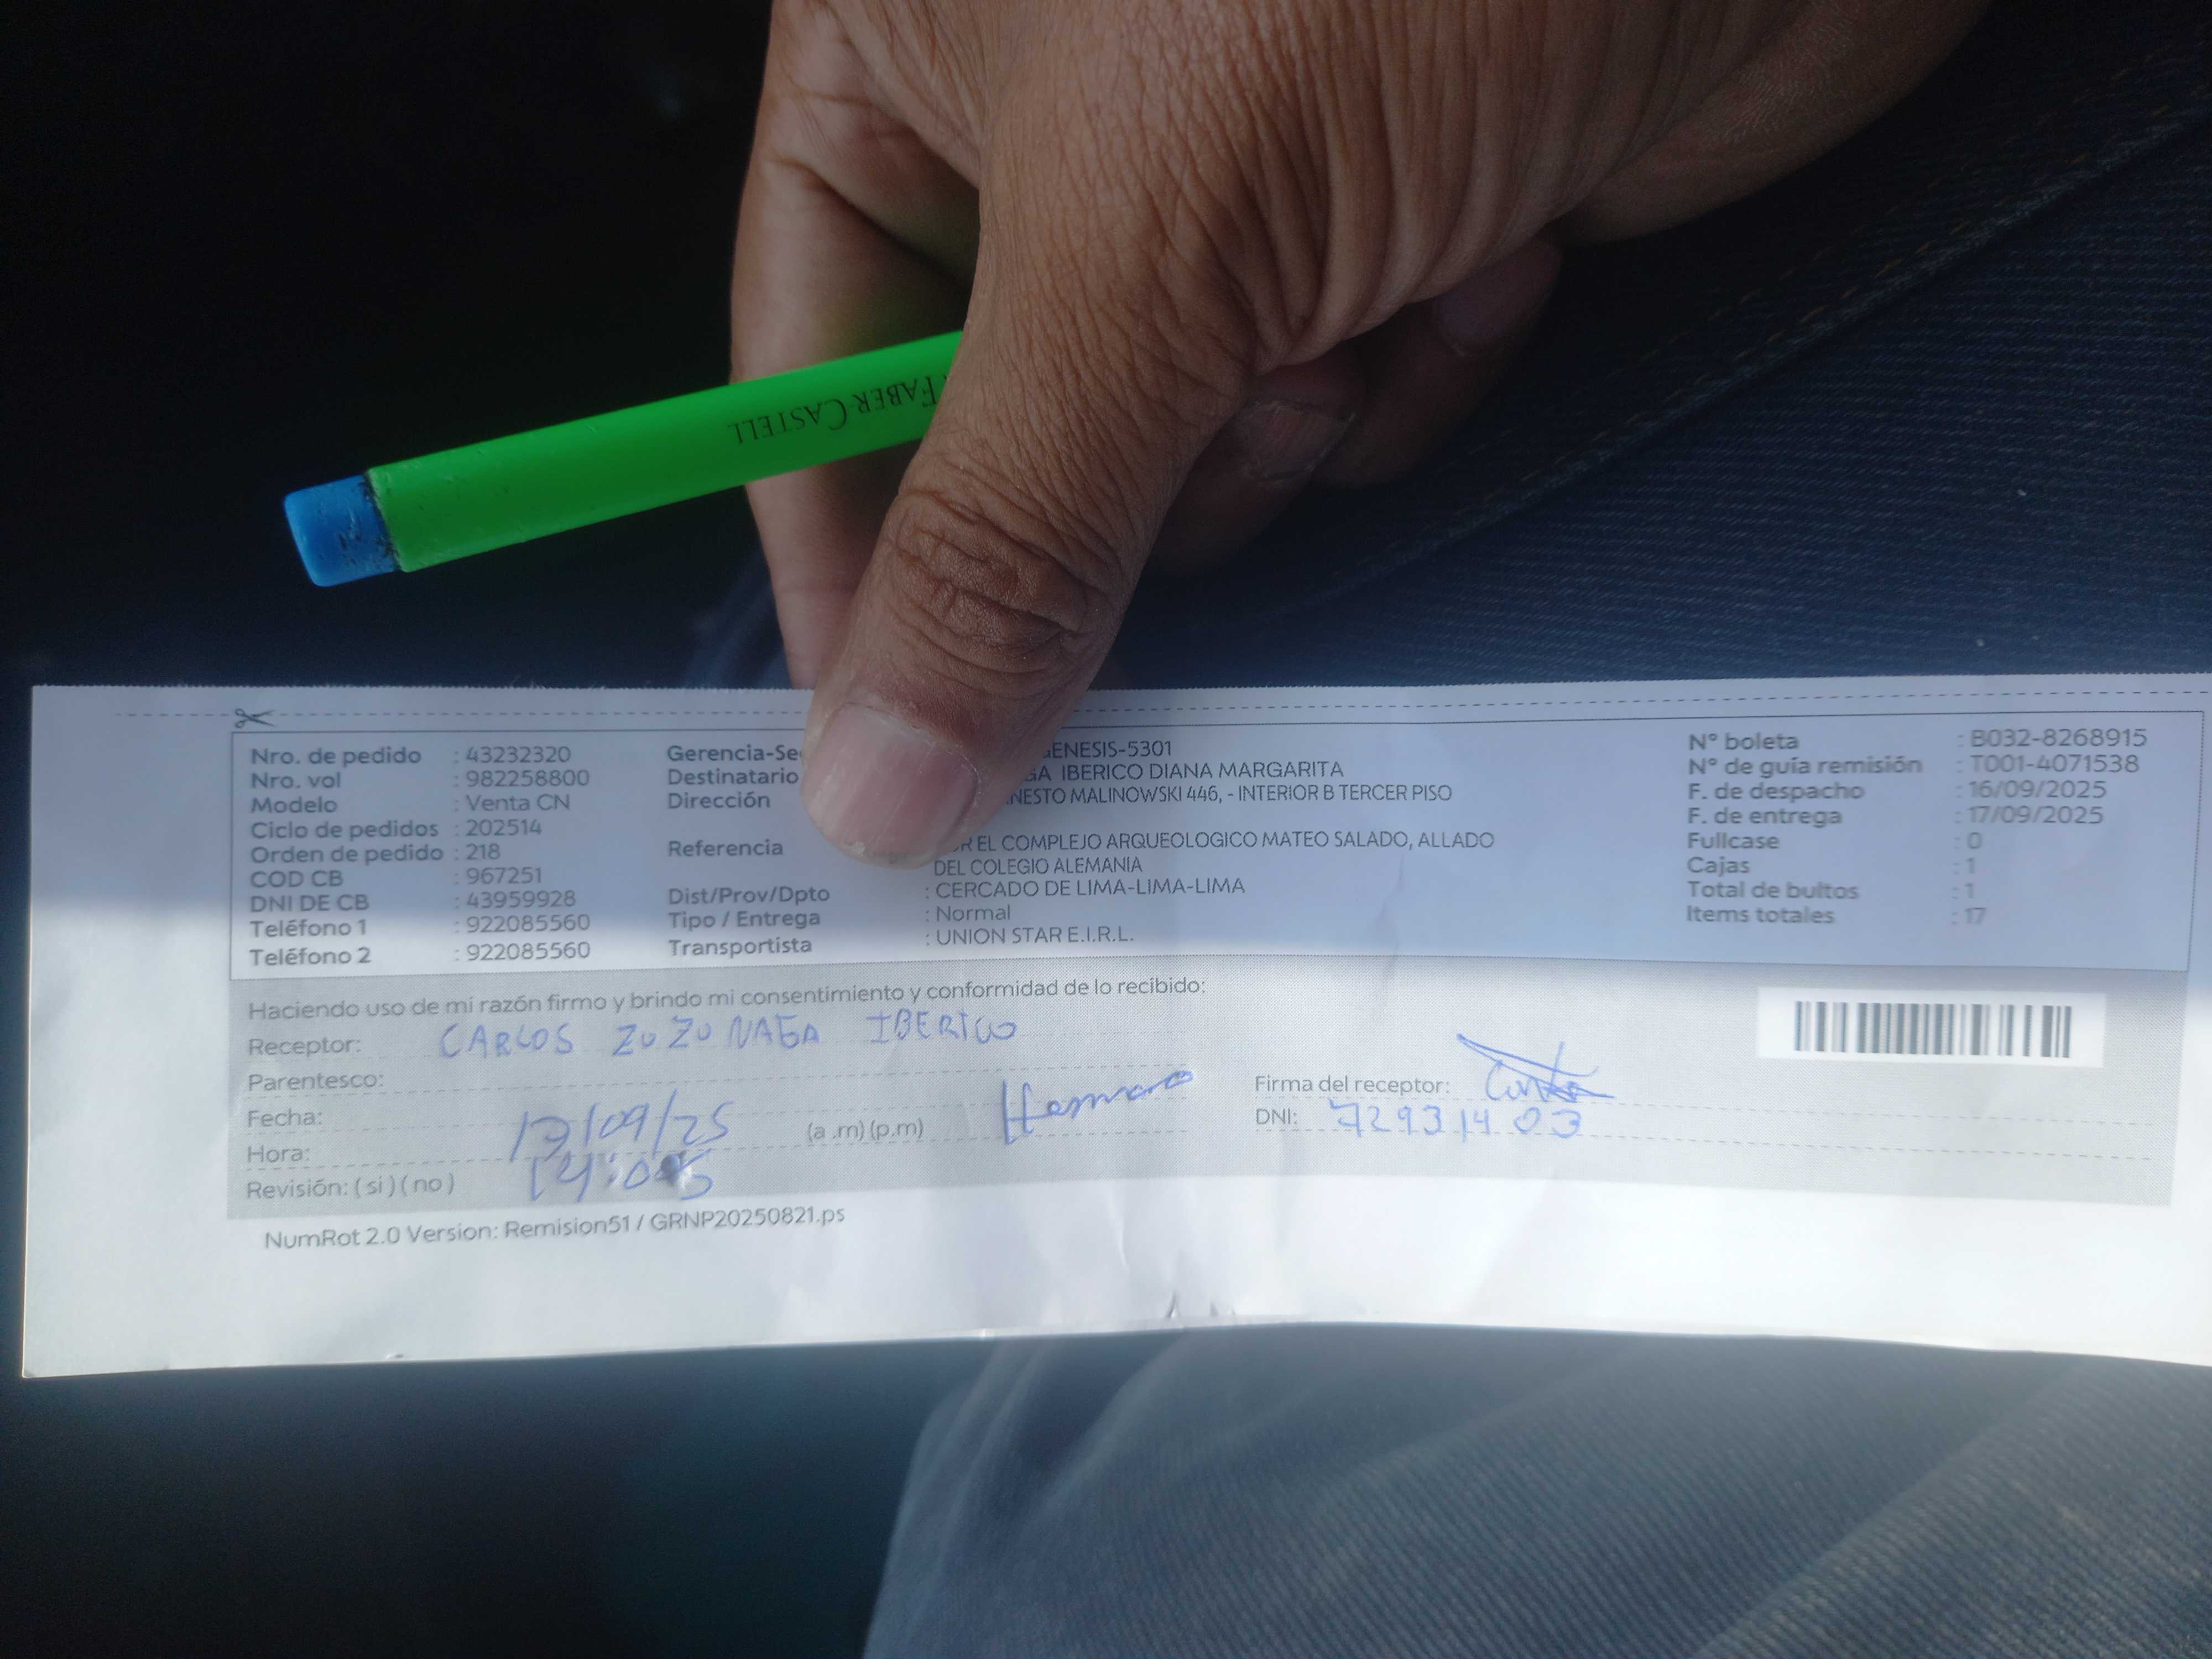 FABER CASTELL
Nro. de pedido : 43232320
Nro. vol : 982258800
Modelo : Venta CN
Ciclo de pedidos : 202514
Orden de pedido : 218
COD CB : 967251
DNI DE CB : 43959928
Teléfono 1 : 922085560
Teléfono 2 : 922085560
Gerencia-Se ENESIS-5301
Destinatario GA IBERICO DIANA MARGARITA
Dirección NESTO MALINOWSKI 446, - INTERIOR B TERCER PISO
Referencia R EL COMPLEJO ARQUEOLOGICO MATEO SALADO, ALLADO
DEL COLEGIO ALEMANIA
Dist/Prov/Dpto : CERCADO DE LIMA-LIMA-LIMA
Tipo / Entrega : Normal
Transportista : UNION STAR E.I.R.L.
N° boleta : B032-8268915
N° de guía remisión : T001-4071538
F. de despacho : 16/09/2025
F. de entrega : 17/09/2025
Fullcase : 0
Cajas : 1
Total de bultos : 1
Items totales : 17
Haciendo uso de mi razón firmo y brindo mi consentimiento y conformidad de lo recibido:
Receptor: CARLOS ZUZUNAGA IBERICO
Parentesco: Hermano
Fecha: 17/09/25 (a .m) (p.m)
Hora: 14:05
Revisión: ( si ) ( no )
Firma del receptor:
DNI: 72931403
NumRot 2.0 Version: Remision51 / GRNP20250821.ps